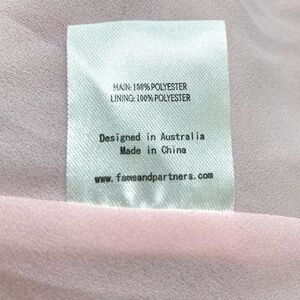 MAIN: 100% POLYESTER
LINING: 100% POLYESTER
Designed in Australia
Made in China
www.fameandpartners.com